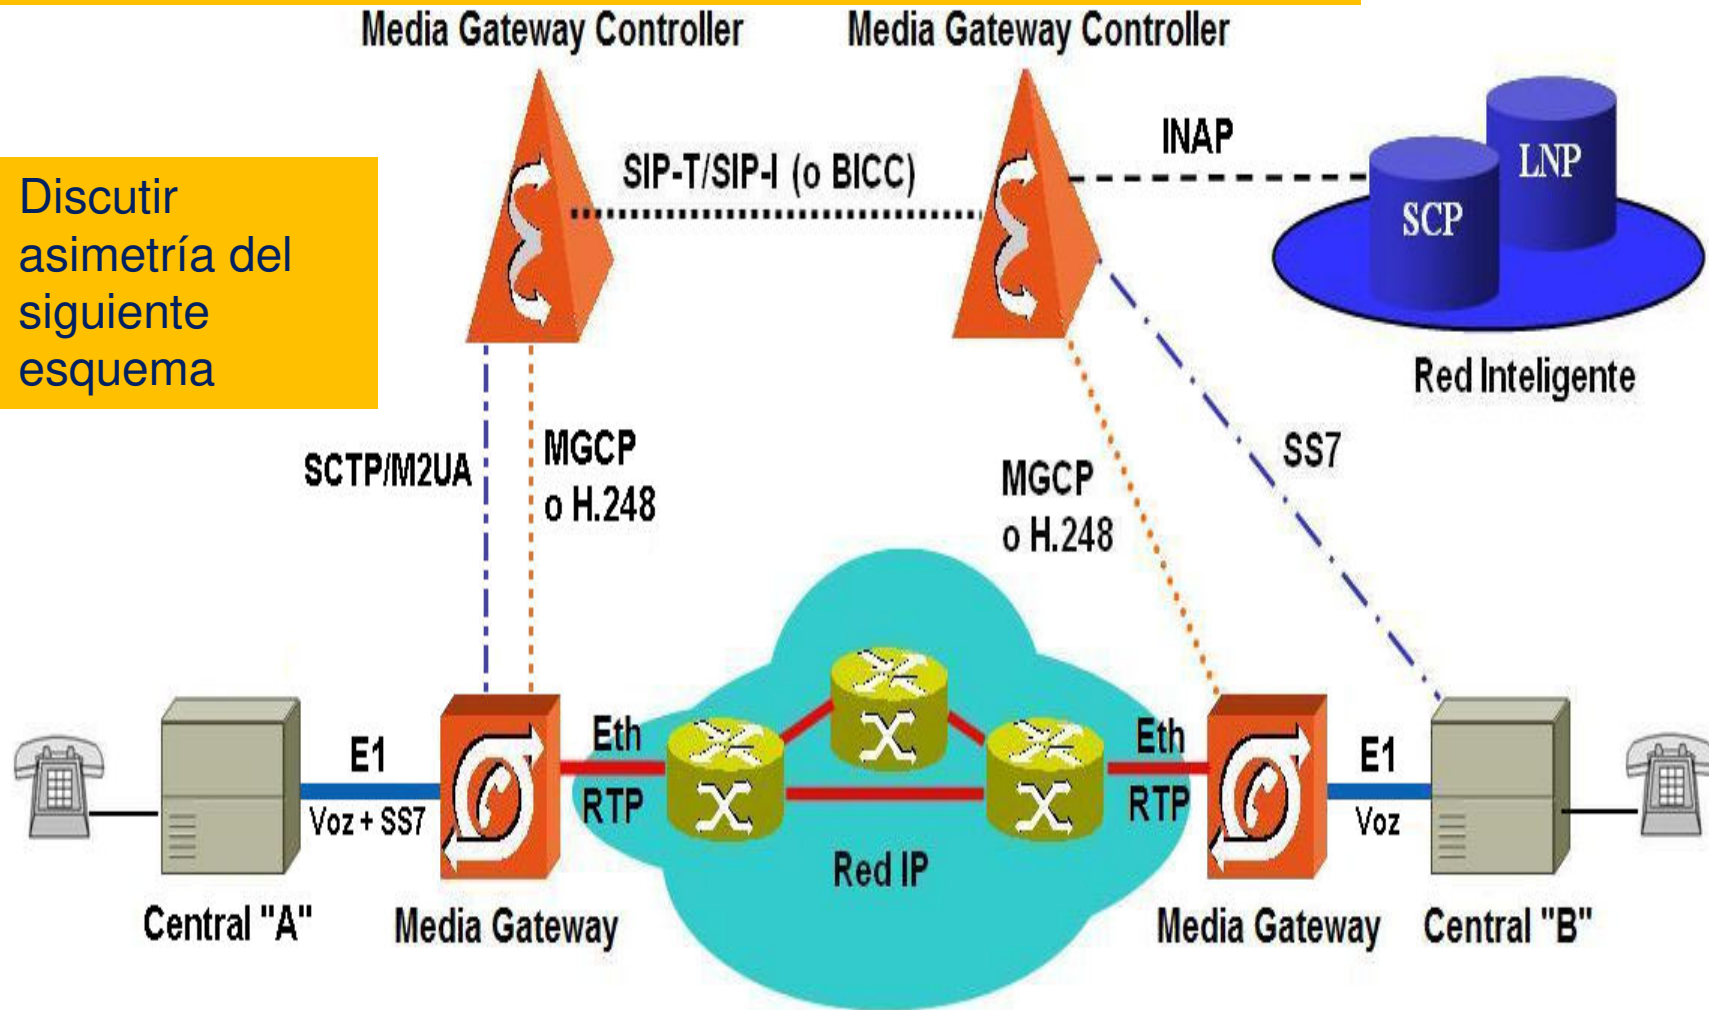 Media Gateway Controller
Media Gateway Controller
Discutir
asimetría del
siguiente
esquema
SIP-T/SIP-I (o BICC)
INAP
LNP
SCP
Red Inteligente
SCTP/M2UA
MGCP
o H.248
MGCP
o H.248
SS7
E1
Voz + SS7
Eth
RTP
Eth
RTP
E1
Voz
Red IP
Central "A"
Media Gateway
Media Gateway
Central "B"